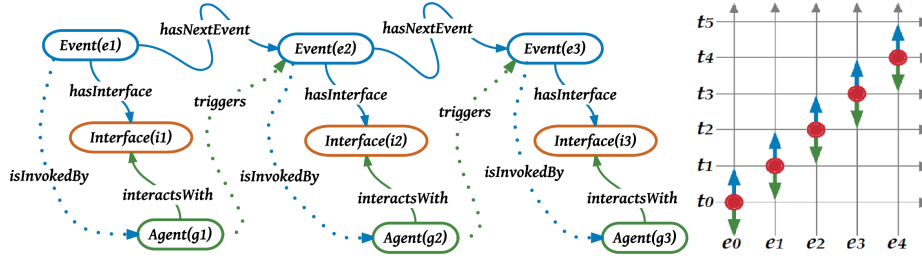 hasNextEvent
hasNextEvent
Event(e1)
Event(e2)
Event(e3)
hasInterface
hasInterface
hasInterface
triggers
triggers
Interface(i1)
Interface(i2)
Interface(i3)
isInvokedBy
isInvokedBy
isInvokedBy
interactsWith
interactsWith
interactsWith
Agent(g1)
Agent(g2)
Agent(g3)
t5
t4
t3
t2
t1
t0
e0 e1 e2 e3 e4